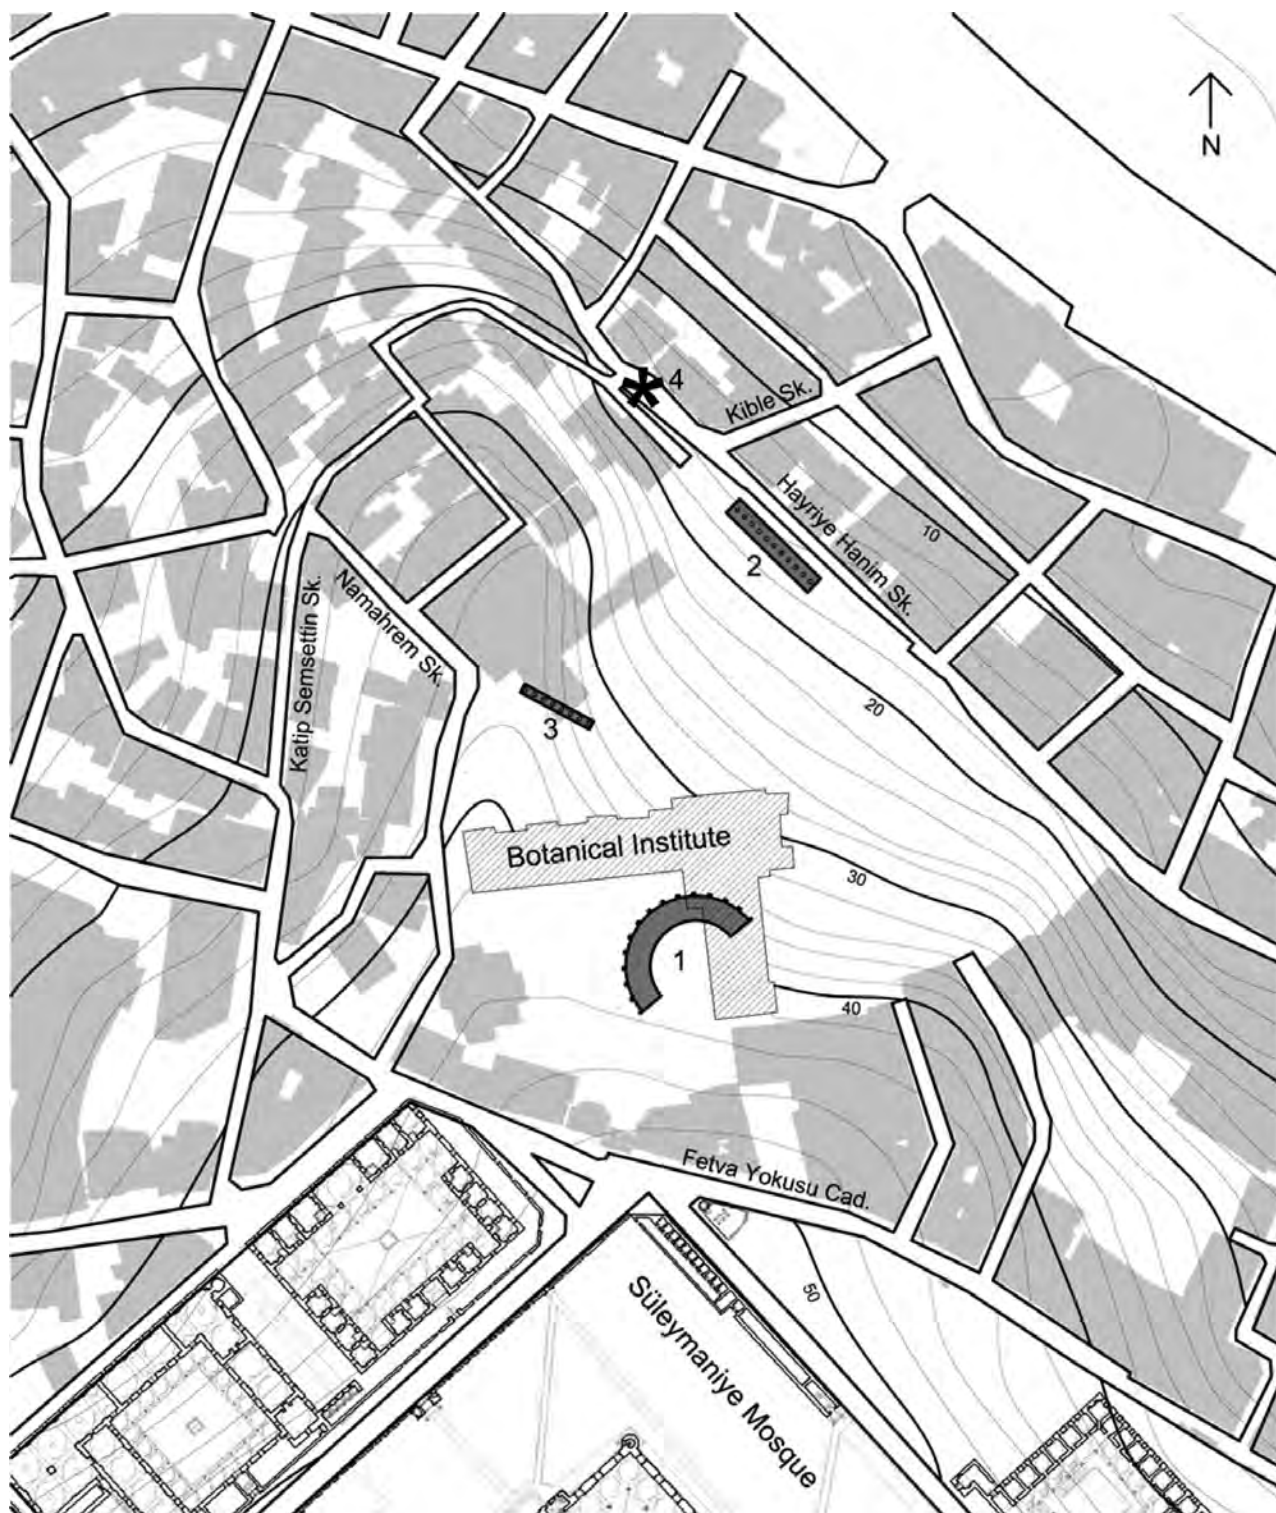 N
4
Kible Sk.
Hayriye Hanim Sk.
10
2
Namahrem Sk.
Katip Semsettin Sk.
20
3
Botanical Institute
30
1
40
Fetva Yokusu Cad.
50
Süleymaniye Mosque